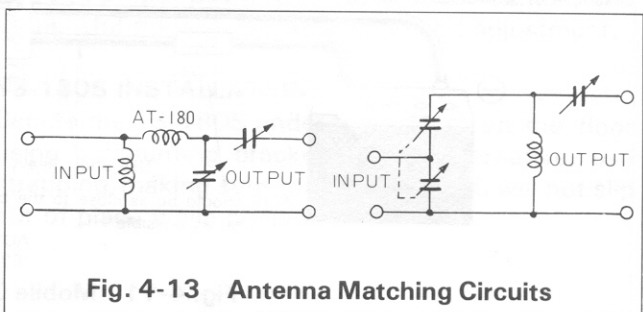 AT-180
INPUT
OUTPUT
INPUT
OUTPUT
Fig. 4-13 Antenna Matching Circuits